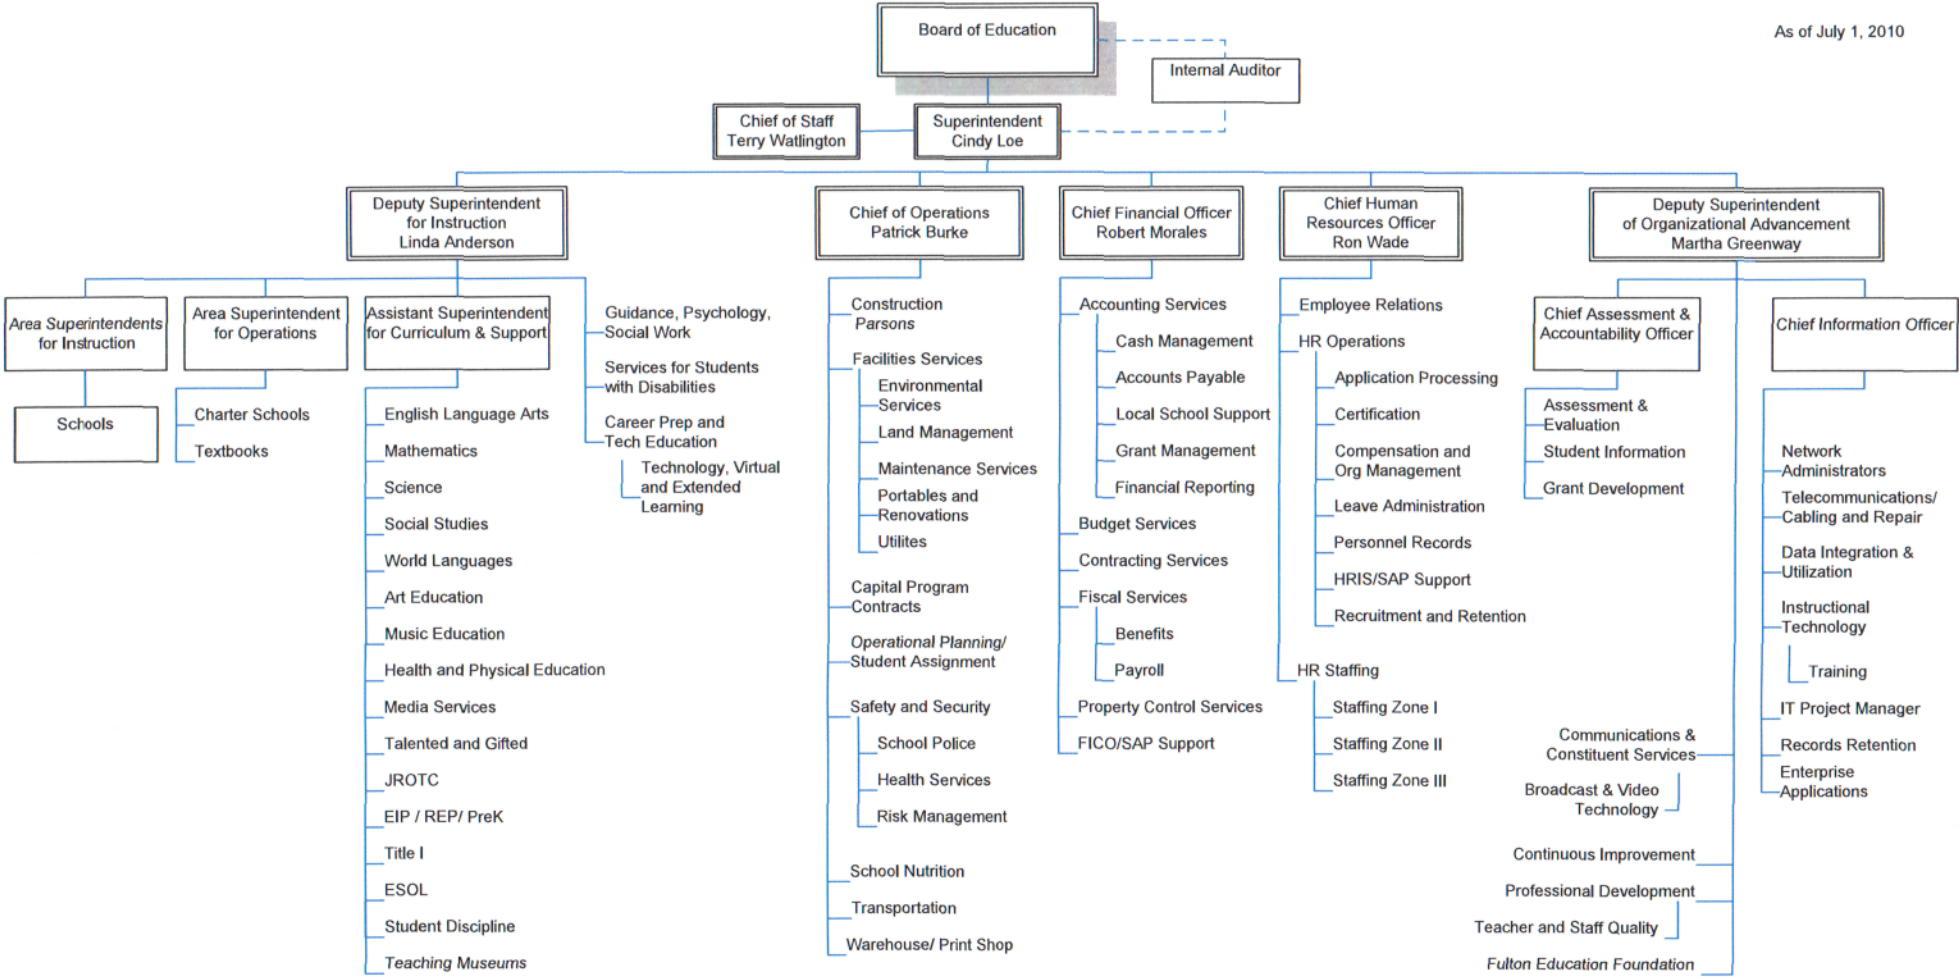 Board of Education
As of July 1, 2010
Internal Auditor
Chief of Staff
Terry Watlington
Superintendent
Cindy Loe
Deputy Superintendent
for Instruction
Linda Anderson
Chief of Operations
Patrick Burke
Chief Financial Officer
Robert Morales
Chief Human
Resources Officer
Ron Wade
Deputy Superintendent
of Organizational Advancement
Martha Greenway
Area Superintendents
for Instruction
Schools
Area Superintendent
for Operations
Charter Schools
Textbooks
Assistant Superintendent
for Curriculum & Support
English Language Arts
Mathematics
Science
Social Studies
World Languages
Art Education
Music Education
Health and Physical Education
Media Services
Talented and Gifted
JROTC
EIP / REP/ PreK
Title I
ESOL
Student Discipline
Teaching Museums
Guidance, Psychology,
Social Work
Services for Students
with Disabilities
Career Prep and
Tech Education
Technology, Virtual
and Extended
Learning
Construction
Parsons
Facilities Services
Environmental
Services
Land Management
Maintenance Services
Portables and
Renovations
Utilites
Capital Program
Contracts
Operational Planning/
Student Assignment
Safety and Security
School Police
Health Services
Risk Management
School Nutrition
Transportation
Warehouse/ Print Shop
Accounting Services
Cash Management
Accounts Payable
Local School Support
Grant Management
Financial Reporting
Budget Services
Contracting Services
Fiscal Services
Benefits
Payroll
Property Control Services
FICO/SAP Support
Employee Relations
HR Operations
Application Processing
Certification
Compensation and
Org Management
Leave Administration
Personnel Records
HRIS/SAP Support
Recruitment and Retention
HR Staffing
Staffing Zone I
Staffing Zone II
Staffing Zone III
Chief Assessment &
Accountability Officer
Assessment &
Evaluation
Student Information
Grant Development
Communications &
Constituent Services
Broadcast & Video
Technology
Continuous Improvement
Professional Development
Teacher and Staff Quality
Fulton Education Foundation
Chief Information Officer
Network
Administrators
Telecommunications/
Cabling and Repair
Data Integration &
Utilization
Instructional
Technology
Training
IT Project Manager
Records Retention
Enterprise
Applications